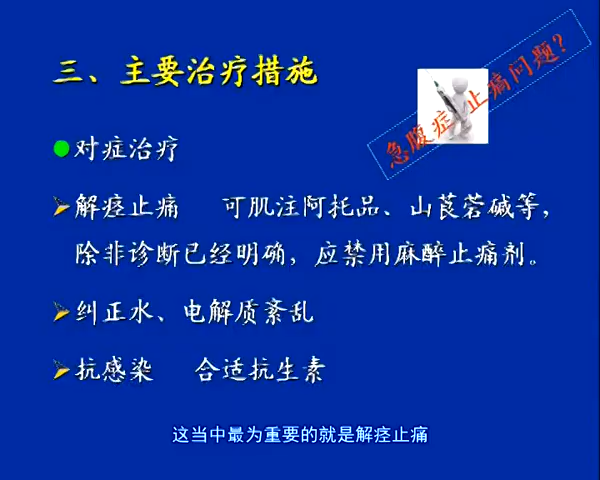 三、主要治疗措施
急腹症 止痛问题?
对症治疗
解痉止痛 可肌注阿托品、山莨菪碱等,
除非诊断已经明确,应禁用麻醉止痛剂。
纠正水、电解质紊乱
抗感染 合适抗生素
这当中最为重要的就是解痉止痛